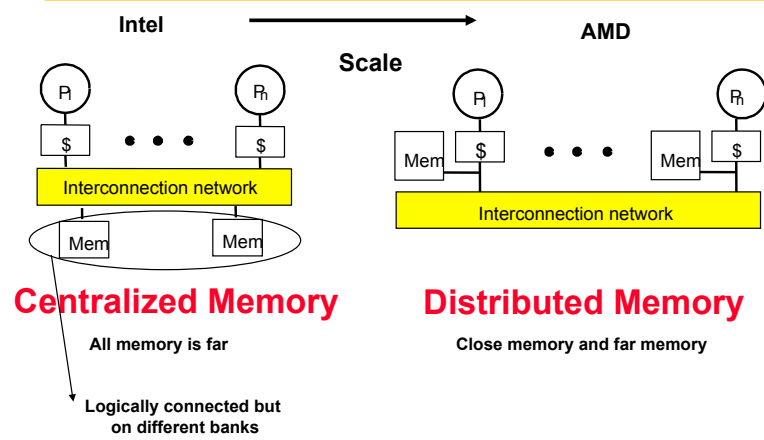 Intel
AMD
Scale
P1
Pn
P1
Pn
$
$
Mem
$
Mem
$
Interconnection network
Interconnection network
Mem
Mem
Centralized Memory
Distributed Memory
All memory is far
Close memory and far memory
Logically connected but
on different banks